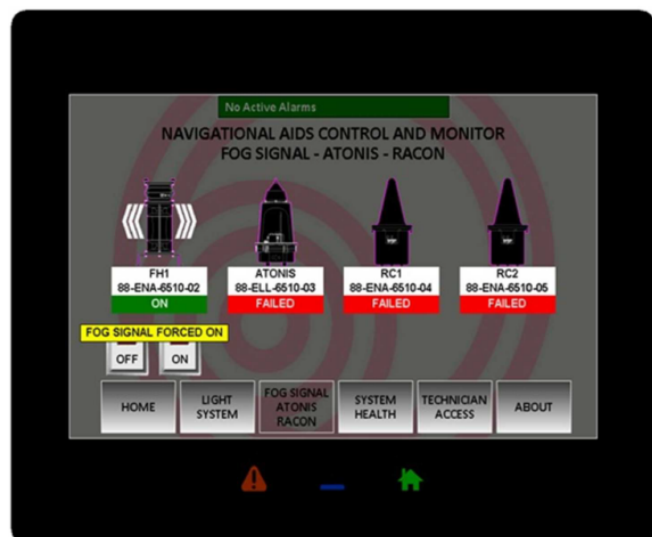 No Active Alarms
NAVIGATIONAL AIDS CONTROL AND MONITOR
FOG SIGNAL - ATONIS - RACON
FH1
88-ENA-6510-02
ON
ATONIS
88-ELL-6510-03
FAILED
RC1
88-ENA-6510-04
FAILED
RC2
88-ENA-6510-05
FAILED
FOG SIGNAL FORCED ON
OFF
ON
HOME
LIGHT
SYSTEM
FOG SIGNAL
ATONIS
RACON
SYSTEM
HEALTH
TECHNICIAN
ACCESS
ABOUT